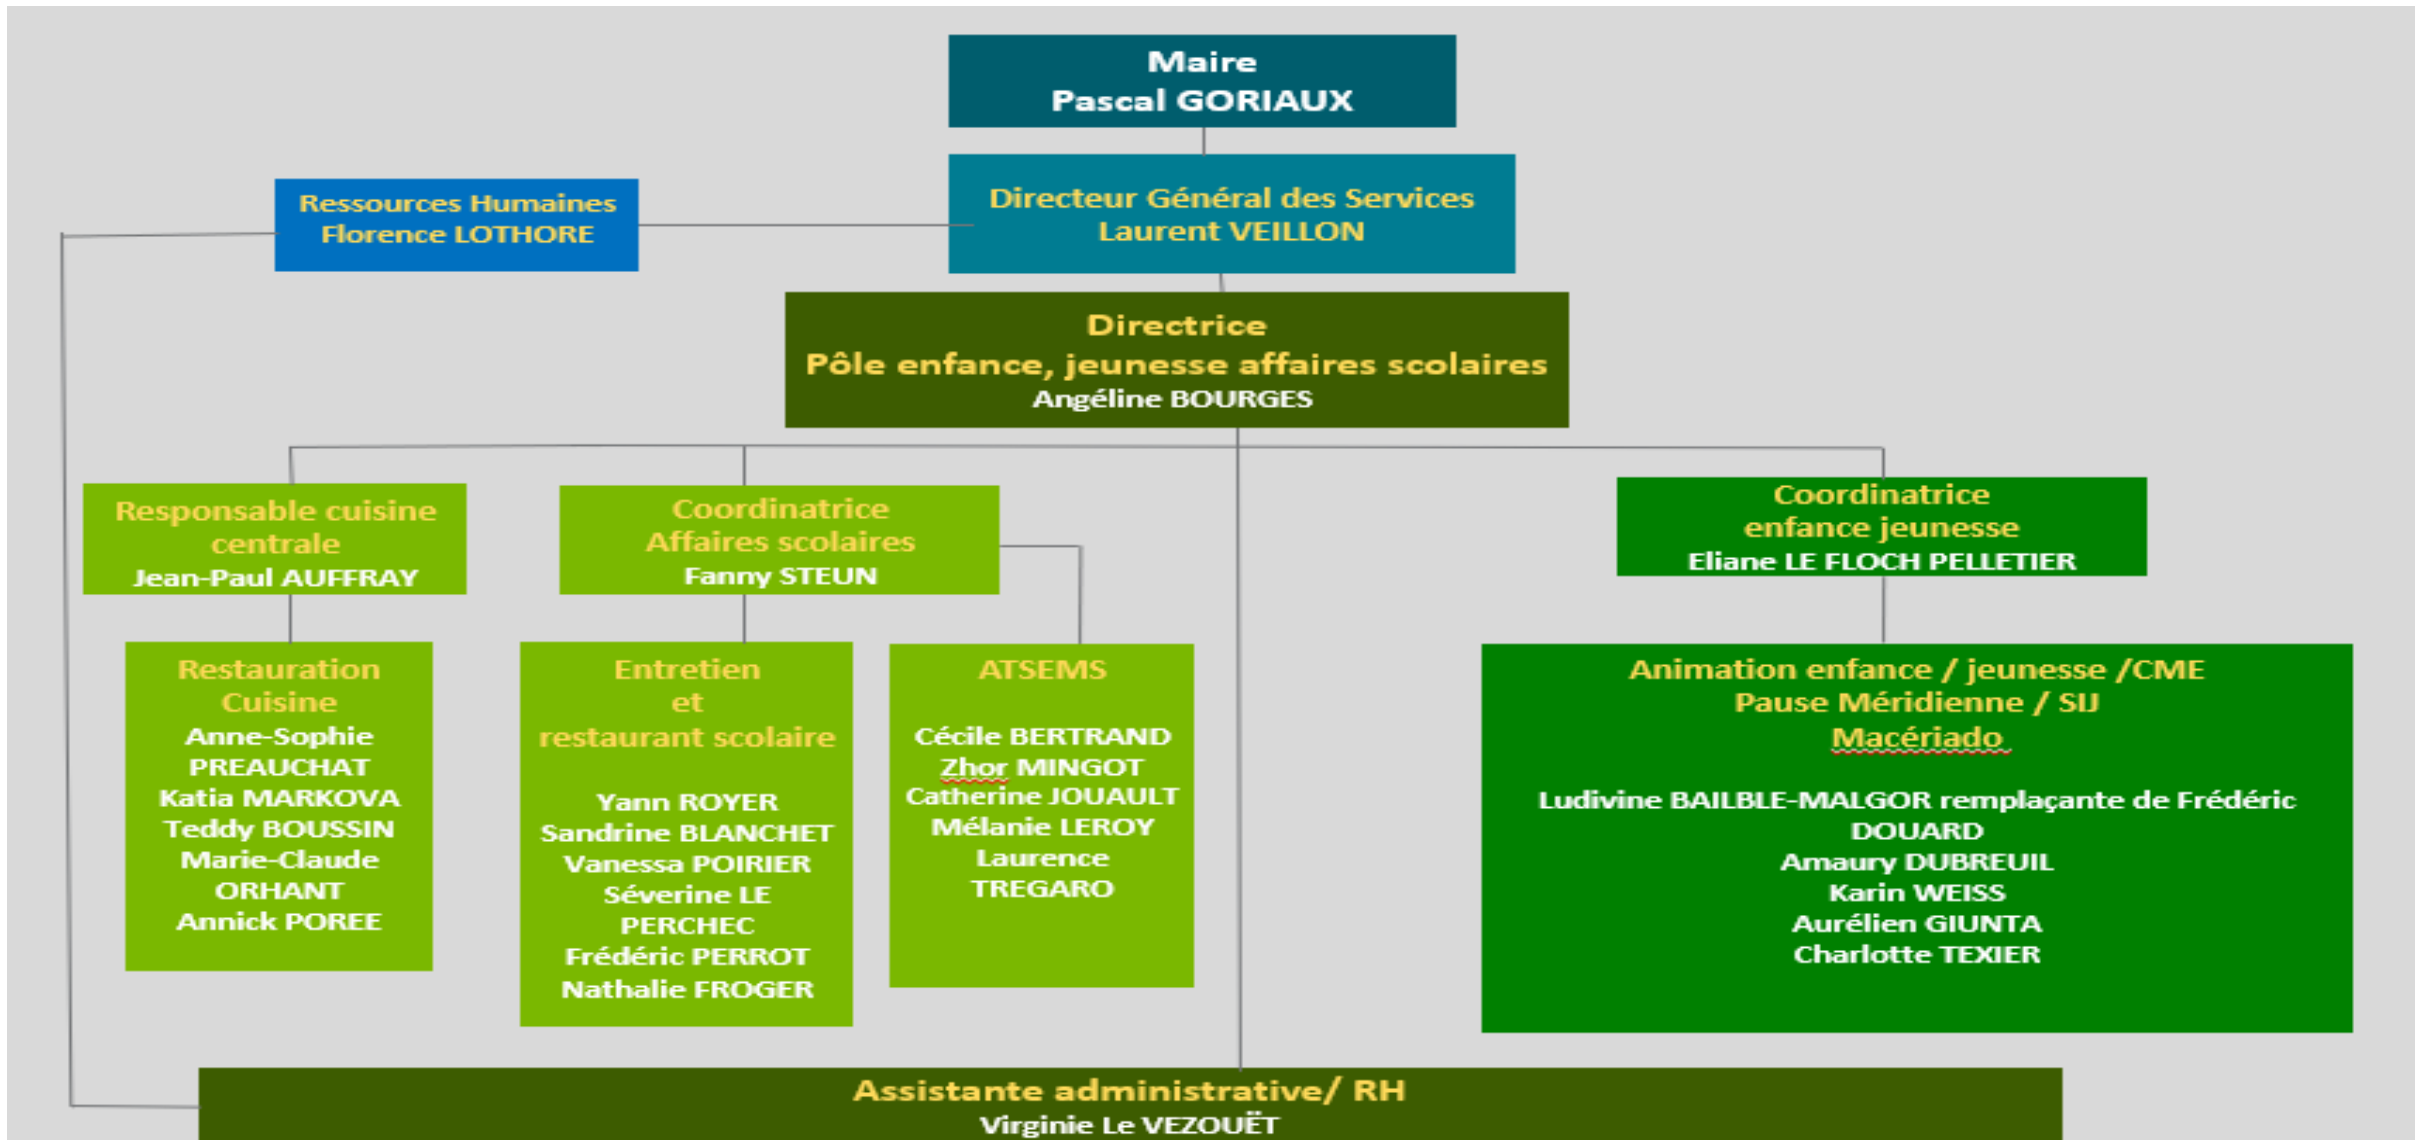 Maire
Pascal GORIAUX
Ressources Humaines
Florence LOTHORE
Directeur Général des Services
Laurent VEILLON
Directrice
Pôle enfance, jeunesse affaires scolaires
Angéline BOURGES
Responsable cuisine
centrale
Jean-Paul AUFFRAY
Coordinatrice
Affaires scolaires
Fanny STEUN
Coordinatrice
enfance jeunesse
Eliane LE FLOCH PELLETIER
Restauration
Cuisine
Anne-Sophie
PREAUCHAT
Katia MARKOVA
Teddy BOUSSIN
Marie-Claude
ORHANT
Annick POREE
Entretien
et
restaurant scolaire
Yann ROYER
Sandrine BLANCHET
Vanessa POIRIER
Séverine LE
PERCHEC
Frédéric PERROT
Nathalie FROGER
ATSEMS
Cécile BERTRAND
Zhor MINGOT
Catherine JOUAULT
Mélanie LEROY
Laurence
TREGARO
Animation enfance / jeunesse /CME
Pause Méridienne / SIJ
Macériado
Ludivine BAILBLE-MALGOR remplaçante de Frédéric
DOUARD
Amaury DUBREUIL
Karin WEISS
Aurélien GIUNTA
Charlotte TEXIER
Assistante administrative/ RH
Virginie Le VEZOUËT